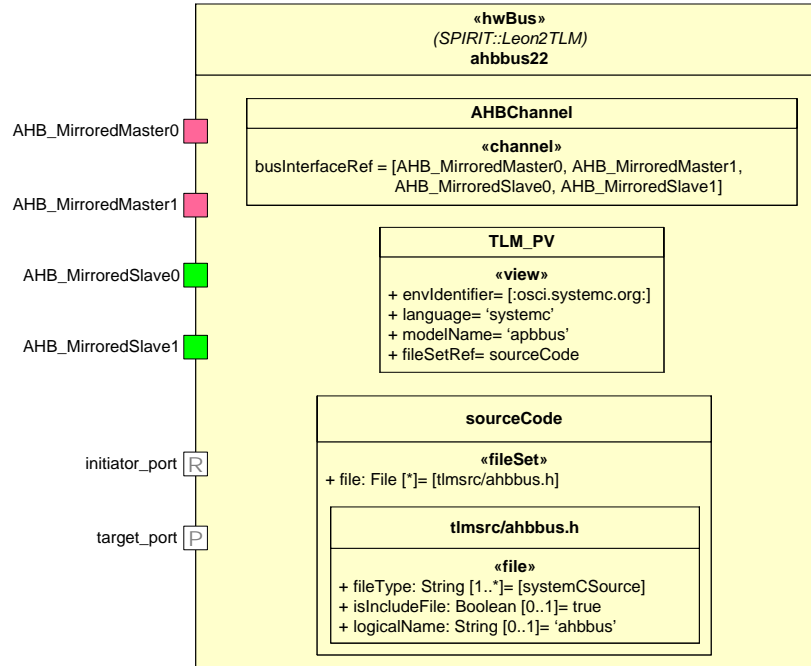 «hwBus»
(SPIRIT::Leon2TLM)
ahbbus22
AHBChannel
«channel»
busInterfaceRef = [AHB_MirroredMaster0, AHB_MirroredMaster1,
AHB_MirroredSlave0, AHB_MirroredSlave1]
AHB_MirroredMaster0
AHB_MirroredMaster1
AHB_MirroredSlave0
AHB_MirroredSlave1
TLM_PV
«view»
+ envIdentifier= [:osci.systemc.org:]
+ language= ‘systemc’
+ modelName= ‘apbbus’
+ fileSetRef= sourceCode
sourceCode
«fileSet»
+ file: File [*]= [tlmsrc/ahbbus.h]
initiator_port R
target_port P
tlmsrc/ahbbus.h
«file»
+ fileType: String [1..*]= [systemCSource]
+ isIncludeFile: Boolean [0..1]= true
+ logicalName: String [0..1]= ‘ahbbus’